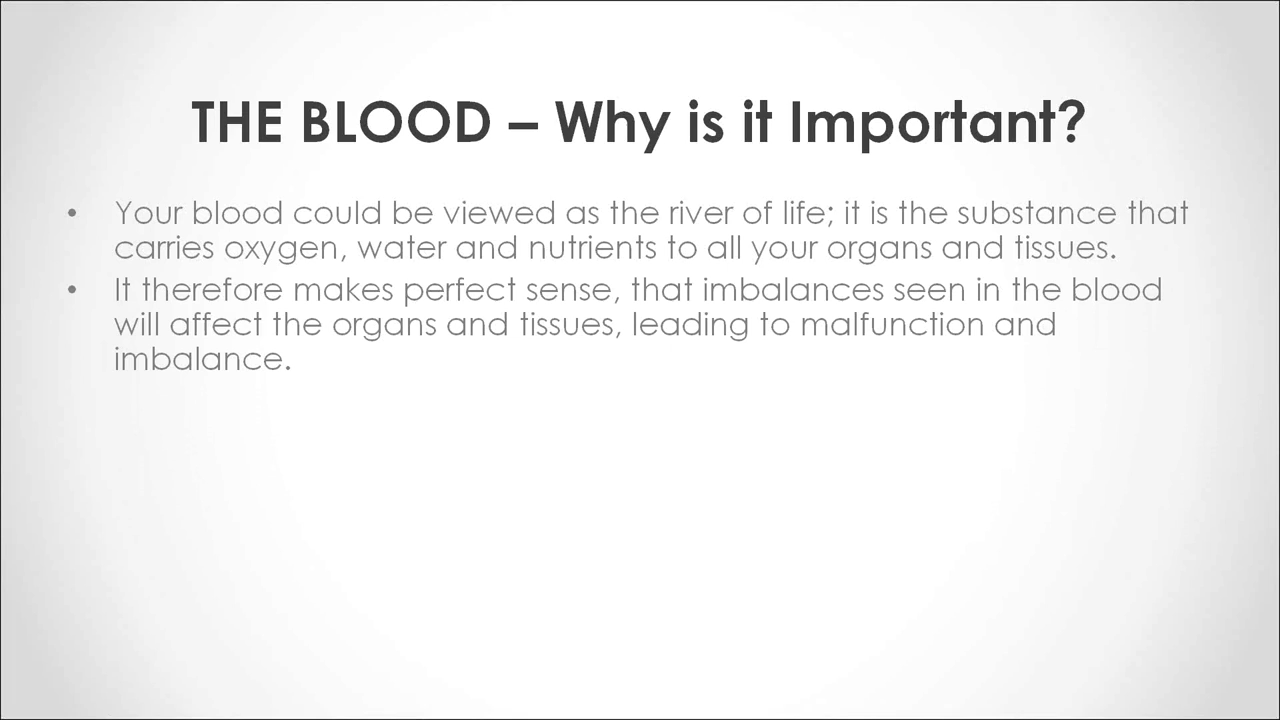 THE BLOOD – Why is it Important?
• Your blood could be viewed as the river of life; it is the substance that
carries oxygen, water and nutrients to all your organs and tissues.
• It therefore makes perfect sense, that imbalances seen in the blood
will affect the organs and tissues, leading to malfunction and
imbalance.